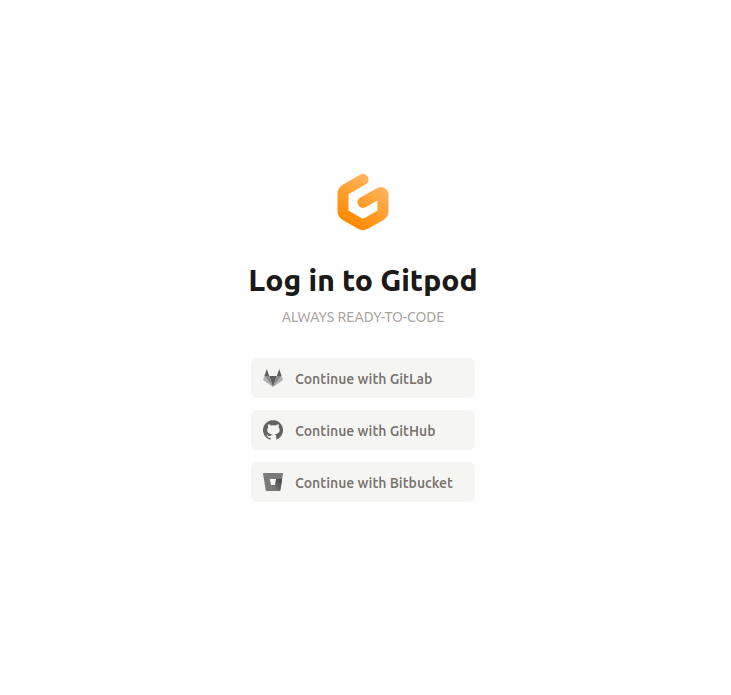 Log in to Gitpod
ALWAYS READY-TO-CODE
Continue with GitLab
Continue with GitHub
Continue with Bitbucket